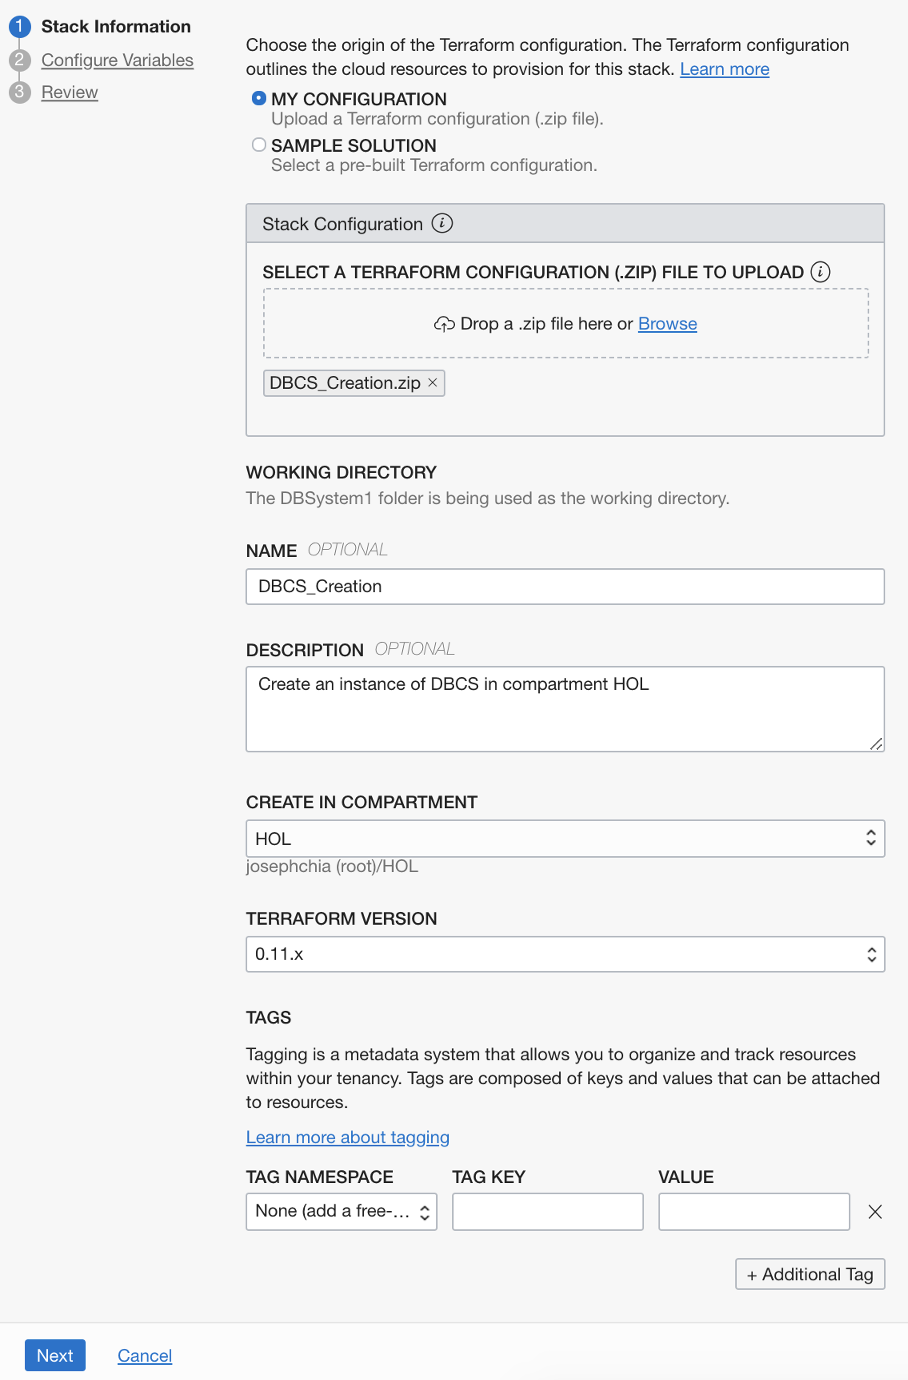 1 Stack Information
2 Configure Variables
3 Review
Choose the origin of the Terraform configuration. The Terraform configuration
outlines the cloud resources to provision for this stack. Learn more
MY CONFIGURATION
Upload a Terraform configuration (.zip file).
SAMPLE SOLUTION
Select a pre-built Terraform configuration.
Stack Configuration i
SELECT A TERRAFORM CONFIGURATION (.ZIP) FILE TO UPLOAD i
Drop a .zip file here or Browse
DBCS_Creation.zip ×
WORKING DIRECTORY
The DBSystem1 folder is being used as the working directory.
NAME OPTIONAL
DBCS_Creation
DESCRIPTION OPTIONAL
Create an instance of DBCS in compartment HOL
CREATE IN COMPARTMENT
HOL
josephchia (root)/HOL
TERRAFORM VERSION
0.11.x
TAGS
Tagging is a metadata system that allows you to organize and track resources
within your tenancy. Tags are composed of keys and values that can be attached
to resources.
Learn more about tagging
TAG NAMESPACE TAG KEY VALUE
None (add a free-...
+ Additional Tag
Next Cancel